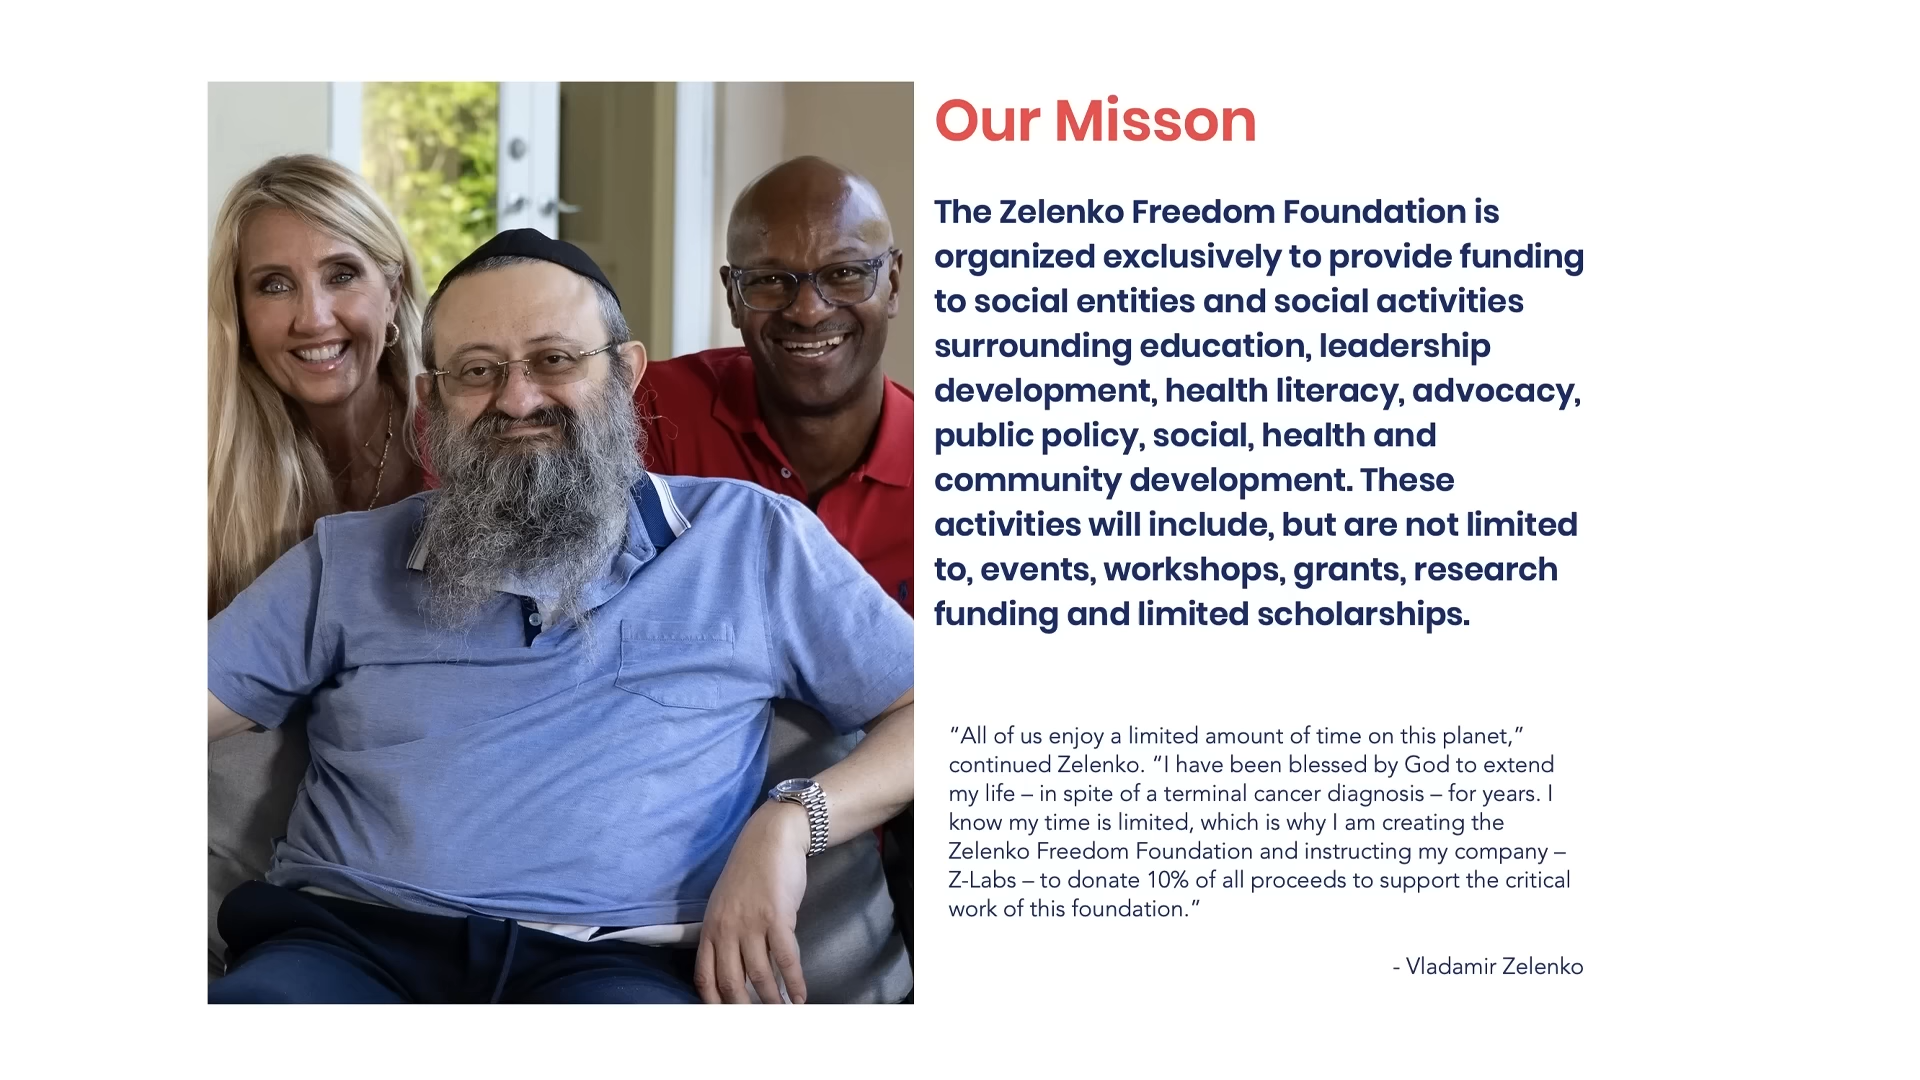 Our Misson
The Zelenko Freedom Foundation is
organized exclusively to provide funding
to social entities and social activities
surrounding education, leadership
development, health literacy, advocacy,
public policy, social, health and
community development. These
activities will include, but are not limited
to, events, workshops, grants, research
funding and limited scholarships.
“All of us enjoy a limited amount of time on this planet,”
continued Zelenko. “I have been blessed by God to extend
my life – in spite of a terminal cancer diagnosis – for years. I
know my time is limited, which is why I am creating the
Zelenko Freedom Foundation and instructing my company –
Z-Labs – to donate 10% of all proceeds to support the critical
work of this foundation.”
- Vladamir Zelenko